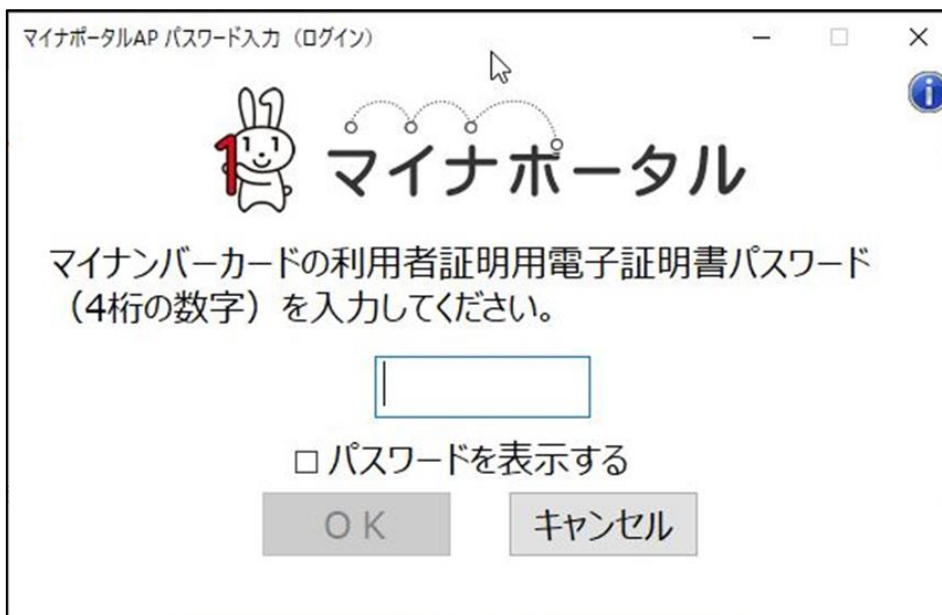 マイナポータルAP パスワード入力（ログイン）
i
1
マイナポータル
マイナンバーカードの利用者証明用電子証明書パスワード
（4桁の数字）を入力してください。
パスワードを表示する
OK
キャンセル